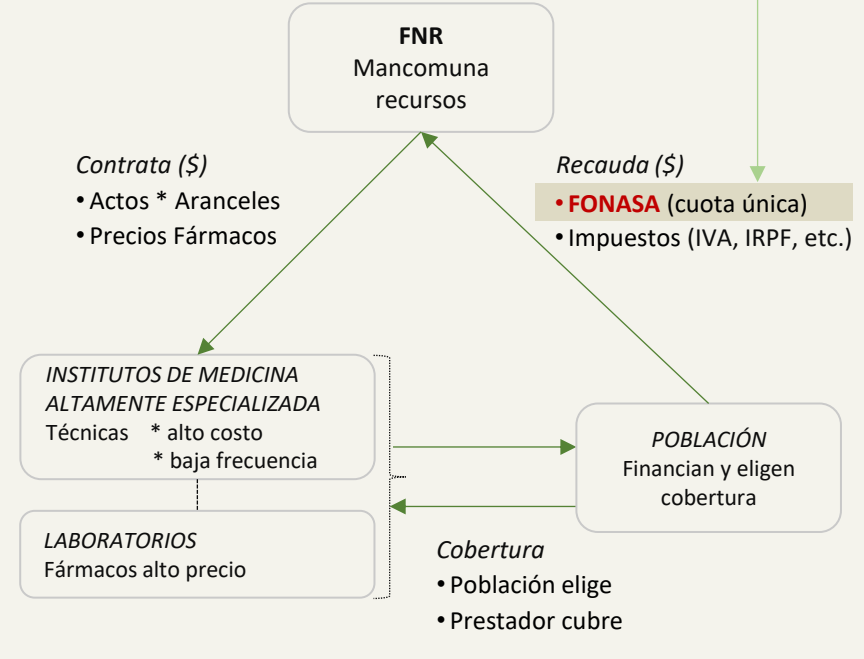 FNR
Mancomuna
recursos
Contrata ($)
• Actos * Aranceles
• Precios Fármacos
Recauda ($)
• FONASA (cuota única)
• Impuestos (IVA, IRPF, etc.)
INSTITUTOS DE MEDICINA
ALTAMENTE ESPECIALIZADA
Técnicas * alto costo
* baja frecuencia
LABORATORIOS
Fármacos alto precio
POBLACIÓN
Financian y eligen
cobertura
Cobertura
• Población elige
• Prestador cubre